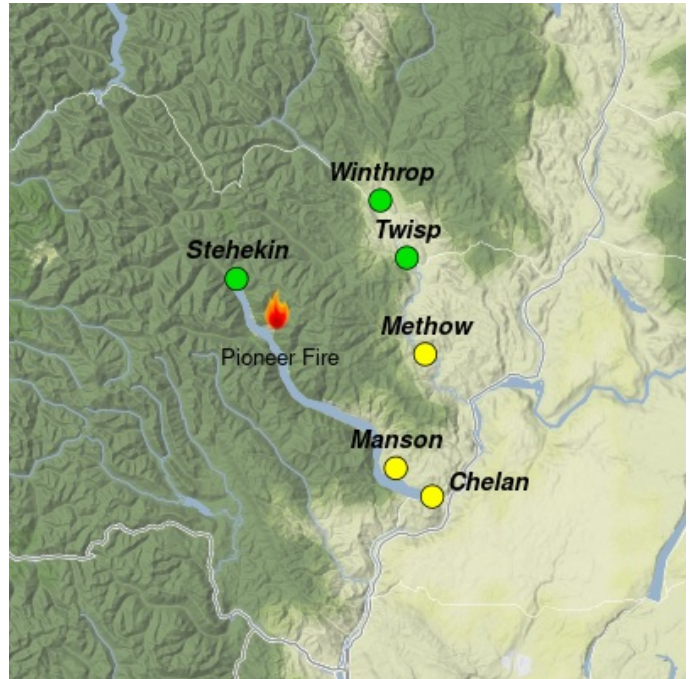 Winthrop
Twisp
Stehekin
Methow
Pioneer Fire
Manson
Chelan